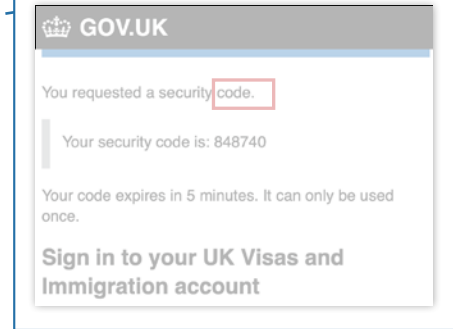 GOV.UK
You requested a security code.
Your security code is: 848740
Your code expires in 5 minutes. It can only be used
once.
Sign in to your UK Visas and
Immigration account